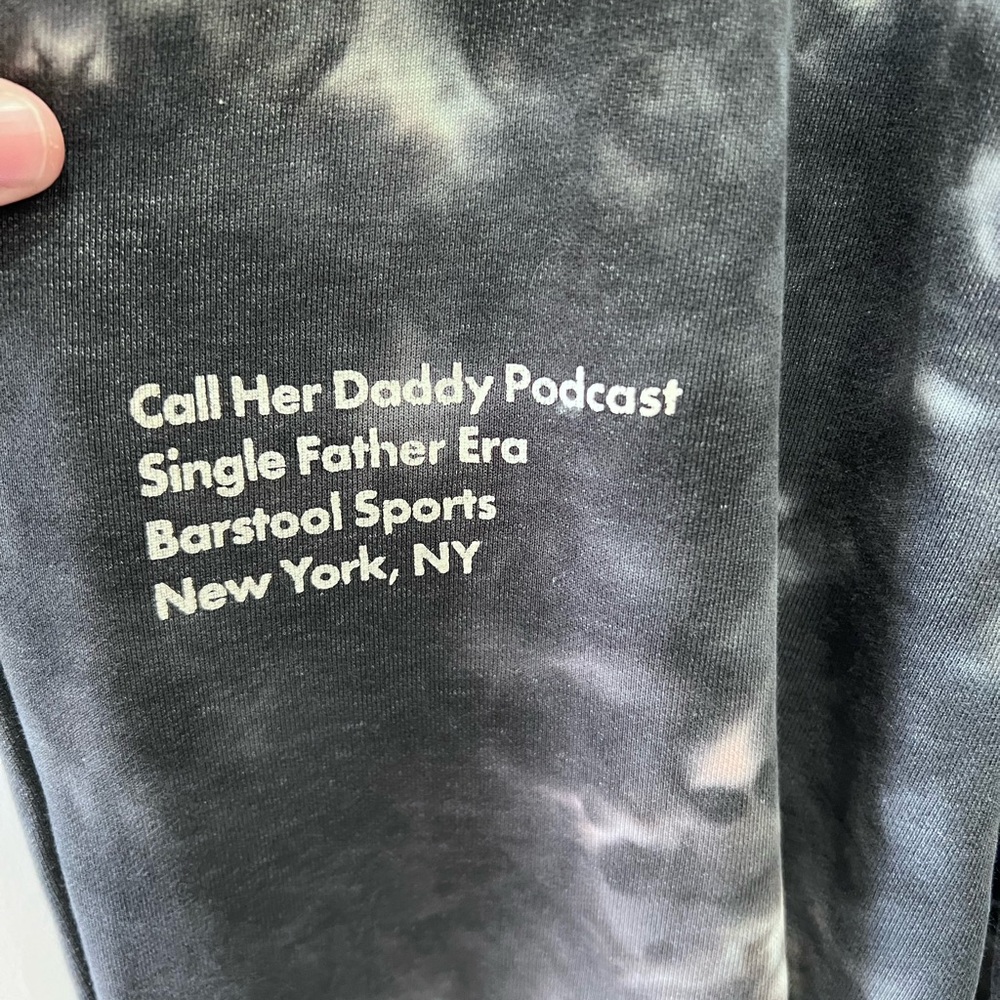 Call Her Daddy Podcast
Single Father Era
Barstool Sports
New York, NY